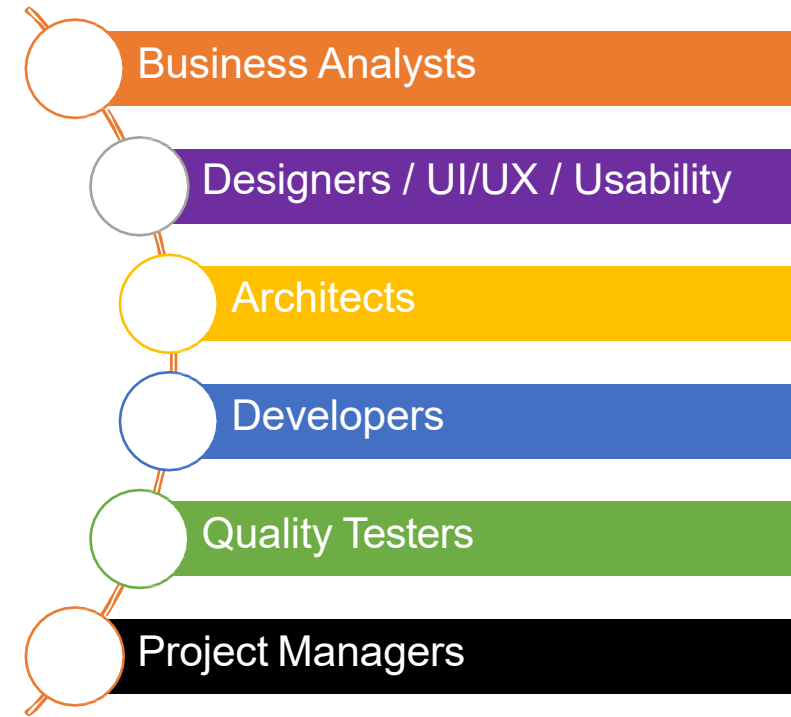 Business Analysts
Designers / UI/UX / Usability
Architects
Developers
Quality Testers
Project Managers